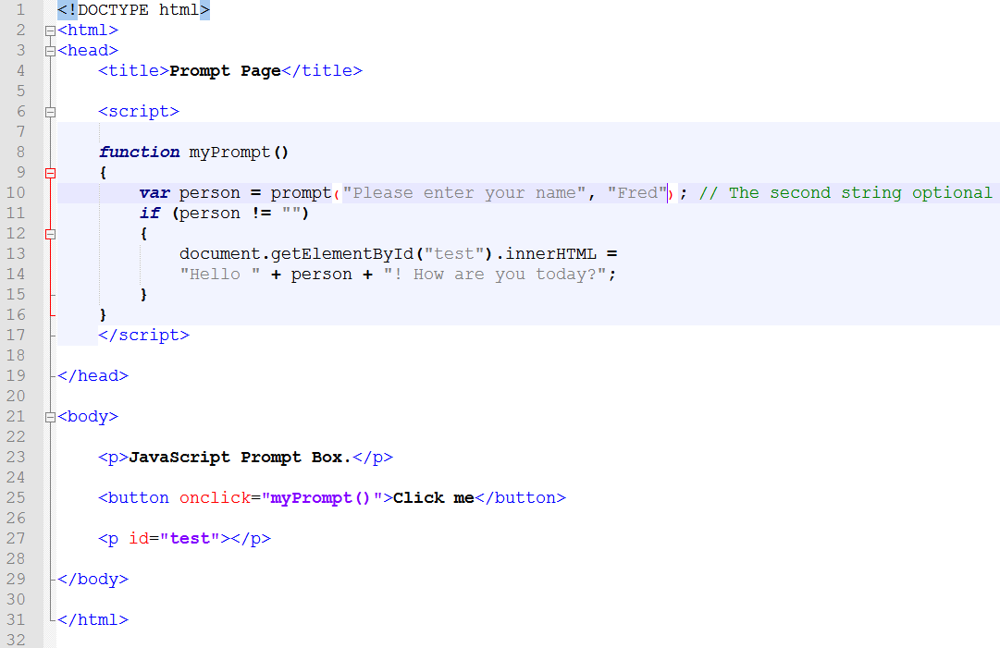 1 <!DOCTYPE html>
2 <html>
3 <head>
4 <title>Prompt Page</title>
5
6 <script>
7
8 function myPrompt()
9 {
10 var person = prompt("Please enter your name", "Fred"); // The second string optional
11 if (person != "")
12 {
13 document.getElementById("test").innerHTML =
14 "Hello " + person + "! How are you today?";
15 }
16 }
17 </script>
18
19 </head>
20
21 <body>
22
23 <p>JavaScript Prompt Box.</p>
24
25 <button onclick="myPrompt()">Click me</button>
26
27 <p id="test"></p>
28
29 </body>
30
31 </html>
32